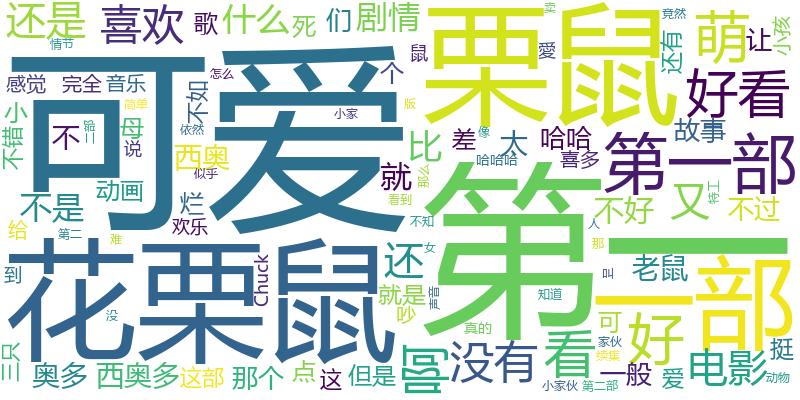 还是
喜欢
歌
什么
死
们
剧情
栗鼠
卖
竟然
萌
让
小孩
情节
可爱
鼠
愛
还有
好看
感觉
完全
音乐
怎么
个
不如
小
不错
不
母
说
二
小家
版
依然
简单
比
差
大
哈哈
第一部
故事
西奥
就
像
喜多
哈哈哈
动画
似乎
那么
特工
不是
烂
看到
第一
不好
又
不过
给
欢乐
第二
难
不知
人
那
花栗鼠
到
还
女
一部
老鼠
叫
Chuck
就是
声音
知道
可
好
没
吵
真的
家伙
三只
奥多
西奥多
这部
那个
点
这
但是
啊
没有
看
续集
一般
爱
电影
挺
小家伙
第二部
动物